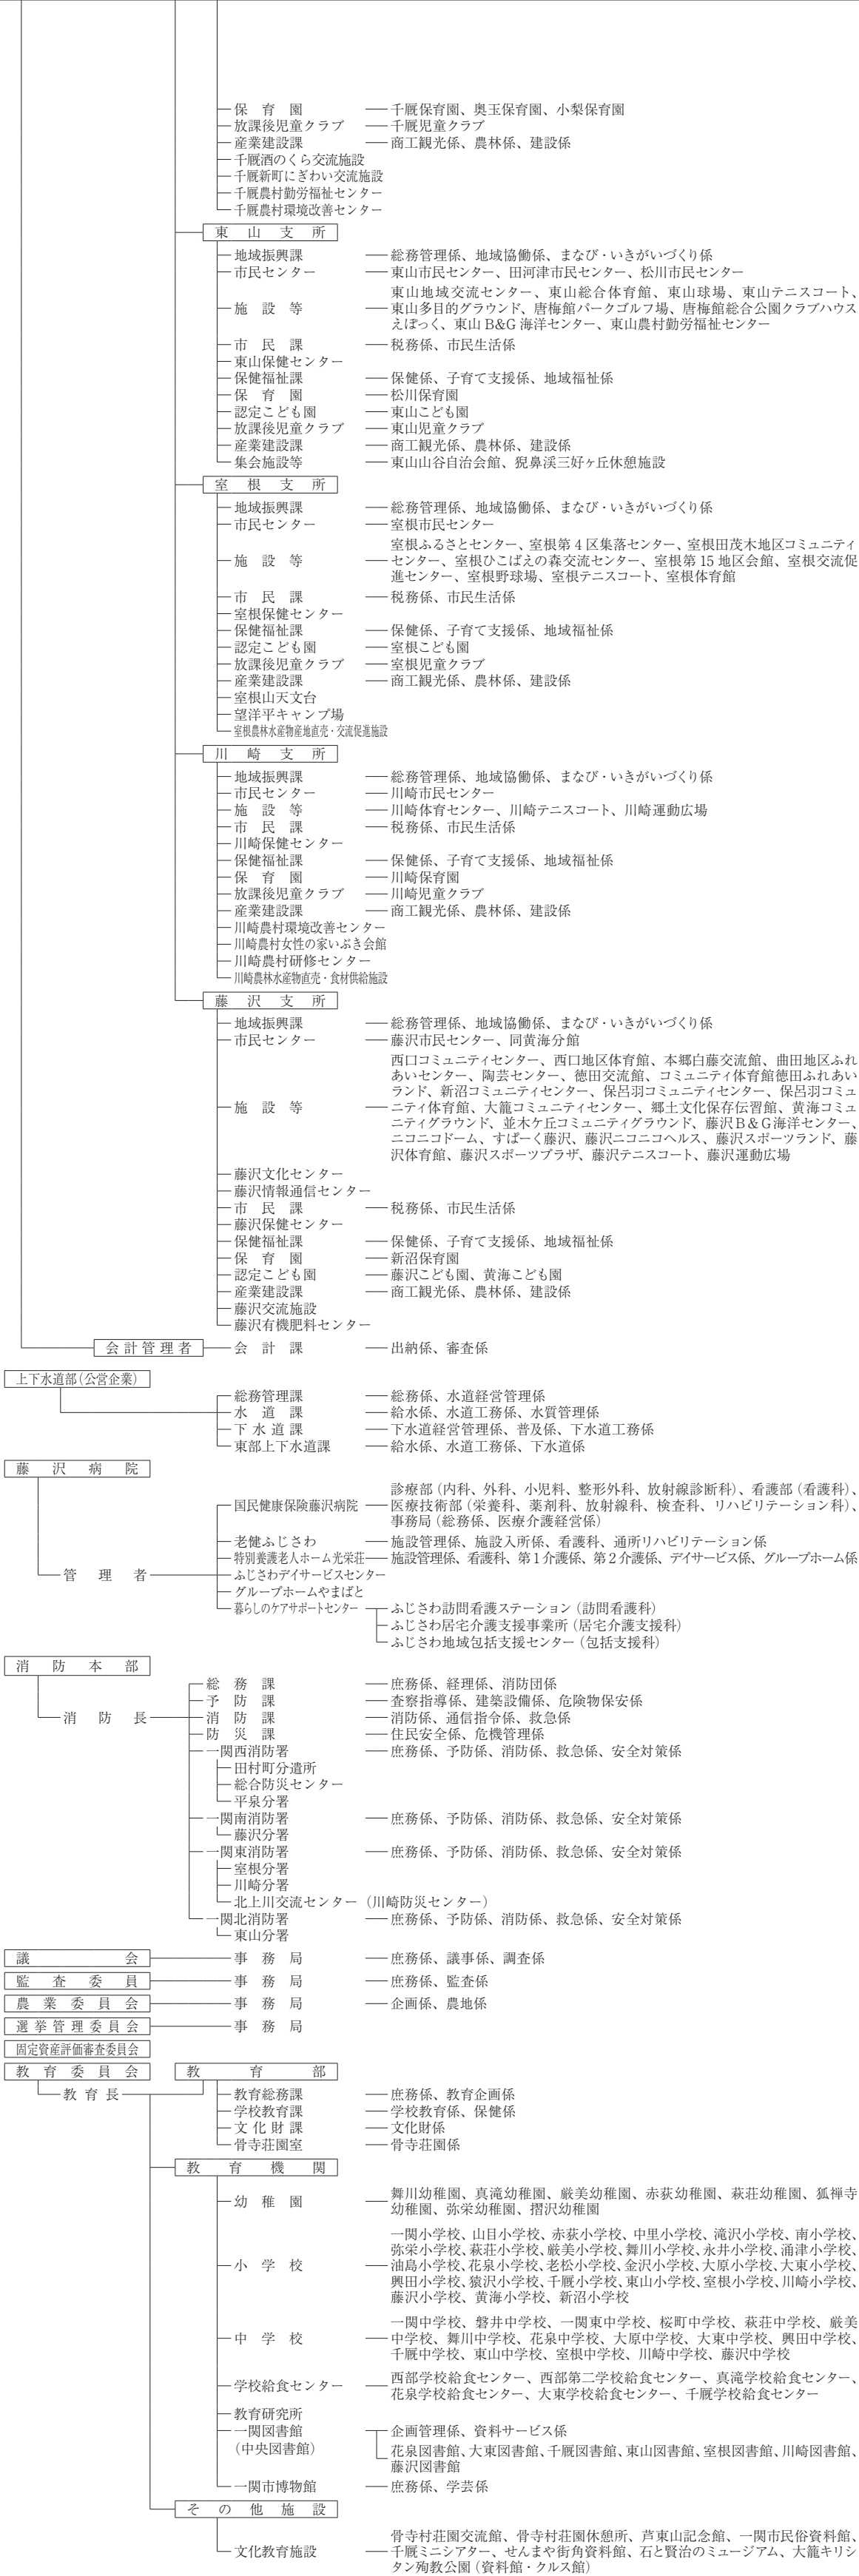 保育園 千厩保育園、奥玉保育園、小梨保育園
放課後児童クラブ 千厩児童クラブ
産業建設課 商工観光係、農林係、建設係
千厩酒のくら交流施設
千厩新町にぎわい交流施設
千厩農村勤労福祉センター
千厩農村環境改善センター
東山支所
地域振興課 総務管理係、地域協働係、まなび・いきがいづくり係
市民センター 東山市民センター、田河津市民センター、松川市民センター
東山地域交流センター、東山総合体育館、東山球場、東山テニスコート、
施設等 東山多目的グラウンド、唐梅館パークゴルフ場、唐梅館総合公園クラブハウス
えぽっく、東山 B&G 海洋センター、東山農村勤労福祉センター
市民課 税務係、市民生活係
東山保健センター
保健福祉課 保健係、子育て支援係、地域福祉係
保育園 松川保育園
認定こども園 東山こども園
放課後児童クラブ 東山児童クラブ
産業建設課 商工観光係、農林係、建設係
集会施設等 東山山谷自治会館、猊鼻渓三好ヶ丘休憩施設
室根支所
地域振興課 総務管理係、地域協働係、まなび・いきがいづくり係
市民センター 室根市民センター
室根ふるさとセンター、室根第 4 区集落センター、室根田茂木地区コミュニティ
施設等 センター、室根ひこばえの森交流センター、室根第 15 地区会館、室根交流促
進センター、室根野球場、室根テニスコート、室根体育館
市民課 税務係、市民生活係
室根保健センター
保健福祉課 保健係、子育て支援係、地域福祉係
認定こども園 室根こども園
放課後児童クラブ 室根児童クラブ
産業建設課 商工観光係、農林係、建設係
室根山天文台
望洋平キャンプ場
室根農林水産物産地直売・交流促進施設
川崎支所
地域振興課 総務管理係、地域協働係、まなび・いきがいづくり係
市民センター 川崎市民センター
施設等 川崎体育センター、川崎テニスコート、川崎運動広場
市民課 税務係、市民生活係
川崎保健センター
保健福祉課 保健係、子育て支援係、地域福祉係
保育園 川崎保育園
放課後児童クラブ 川崎児童クラブ
産業建設課 商工観光係、農林係、建設係
川崎農村環境改善センター
川崎農村女性の家いぶき会館
川崎農村研修センター
川崎農林水産物直売・食材供給施設
藤沢支所
地域振興課 総務管理係、地域協働係、まなび・いきがいづくり係
市民センター 藤沢市民センター、同黄海分館
西口コミュニティセンター、西口地区体育館、本郷白藤交流館、曲田地区ふれ
あいセンター、陶芸センター、徳田交流館、コミュニティ体育館徳田ふれあい
ランド、新沼コミュニティセンター、保呂羽コミュニティセンター、保呂羽コミュ
施設等 ニティ体育館、大籠コミュニティセンター、郷土文化保存伝習館、黄海コミュ
ニティグラウンド、並木ケ丘コミュニティグラウンド、藤沢B&G海洋センター、
ニコニコドーム、すぱーく藤沢、藤沢ニコニコヘルス、藤沢スポーツランド、藤
沢体育館、藤沢スポーツプラザ、藤沢テニスコート、藤沢運動広場
藤沢文化センター
藤沢情報通信センター
市民課 税務係、市民生活係
藤沢保健センター
保健福祉課 保健係、子育て支援係、地域福祉係
保育園 新沼保育園
認定こども園 藤沢こども園、黄海こども園
産業建設課 商工観光係、農林係、建設係
藤沢交流施設
藤沢有機肥料センター
会計管理者 会計課 出納係、審査係
上下水道部(公営企業)
総務管理課 総務係、水道経営管理係
水道課 給水係、水道工務係、水質管理係
下水道課 下水道経営管理係、普及係、下水道工務係
東部上下水道課 給水係、水道工務係、下水道係
藤沢病院
診療部(内科、外科、小児科、整形外科、放射線診断科)、看護部(看護科)、
国民健康保険藤沢病院 医療技術部(栄養科、薬剤科、放射線科、検査科、リハビリテーション科)、
事務局(総務係、医療介護経営係)
老健ふじさわ 施設管理係、施設入所係、看護科、通所リハビリテーション係
特別養護老人ホーム光栄荘 施設管理係、看護科、第1介護係、第2介護係、デイサービス係、グループホーム係
管理者 ふじさわデイサービスセンター
グループホームやまばと
暮らしのケアサポートセンター ふじさわ訪問看護ステーション(訪問看護科)
ふじさわ居宅介護支援事業所(居宅介護支援科)
ふじさわ地域包括支援センター(包括支援科)
消防本部
総務課 庶務係、経理係、消防団係
予防課 査察指導係、建築設備係、危険物保安係
消防長 消防課 消防係、通信指令係、救急係
防災課 住民安全係、危機管理係
一関西消防署 庶務係、予防係、消防係、救急係、安全対策係
田村町分遣所
総合防災センター
平泉分署
一関南消防署 庶務係、予防係、消防係、救急係、安全対策係
藤沢分署
一関東消防署 庶務係、予防係、消防係、救急係、安全対策係
室根分署
川崎分署
北上川交流センター(川崎防災センター)
一関北消防署 庶務係、予防係、消防係、救急係、安全対策係
東山分署
議会 事務局 庶務係、議事係、調査係
監査委員 事務局 庶務係、監査係
農業委員会 事務局 企画係、農地係
選挙管理委員会 事務局
固定資産評価審査委員会
教育委員会 教育部
教育長 教育総務課 庶務係、教育企画係
学校教育課 学校教育係、保健係
文化財課 文化財係
骨寺荘園室 骨寺荘園係
教育機関
幼稚園 舞川幼稚園、真滝幼稚園、厳美幼稚園、赤荻幼稚園、萩荘幼稚園、狐禅寺
幼稚園、弥栄幼稚園、摺沢幼稚園
一関小学校、山目小学校、赤荻小学校、中里小学校、滝沢小学校、南小学校、
弥栄小学校、萩荘小学校、厳美小学校、舞川小学校、永井小学校、涌津小学校、
小学校 油島小学校、花泉小学校、老松小学校、金沢小学校、大原小学校、大東小学校、
興田小学校、猿沢小学校、千厩小学校、東山小学校、室根小学校、川崎小学校、
藤沢小学校、黄海小学校、新沼小学校
一関中学校、磐井中学校、一関東中学校、桜町中学校、萩荘中学校、厳美
中学校 中学校、舞川中学校、花泉中学校、大原中学校、大東中学校、興田中学校、
千厩中学校、東山中学校、室根中学校、川崎中学校、藤沢中学校
学校給食センター 西部学校給食センター、西部第二学校給食センター、真滝学校給食センター、
花泉学校給食センター、大東学校給食センター、千厩学校給食センター
教育研究所
一関図書館 企画管理係、資料サービス係
(中央図書館) 花泉図書館、大東図書館、千厩図書館、東山図書館、室根図書館、川崎図書館、
藤沢図書館
一関市博物館 庶務係、学芸係
その他施設
骨寺村荘園交流館、骨寺村荘園休憩所、芦東山記念館、一関市民俗資料館、
文化教育施設 千厩ミニシアター、せんまや街角資料館、石と賢治のミュージアム、大籠キリシ
タン殉教公園(資料館・クルス館)